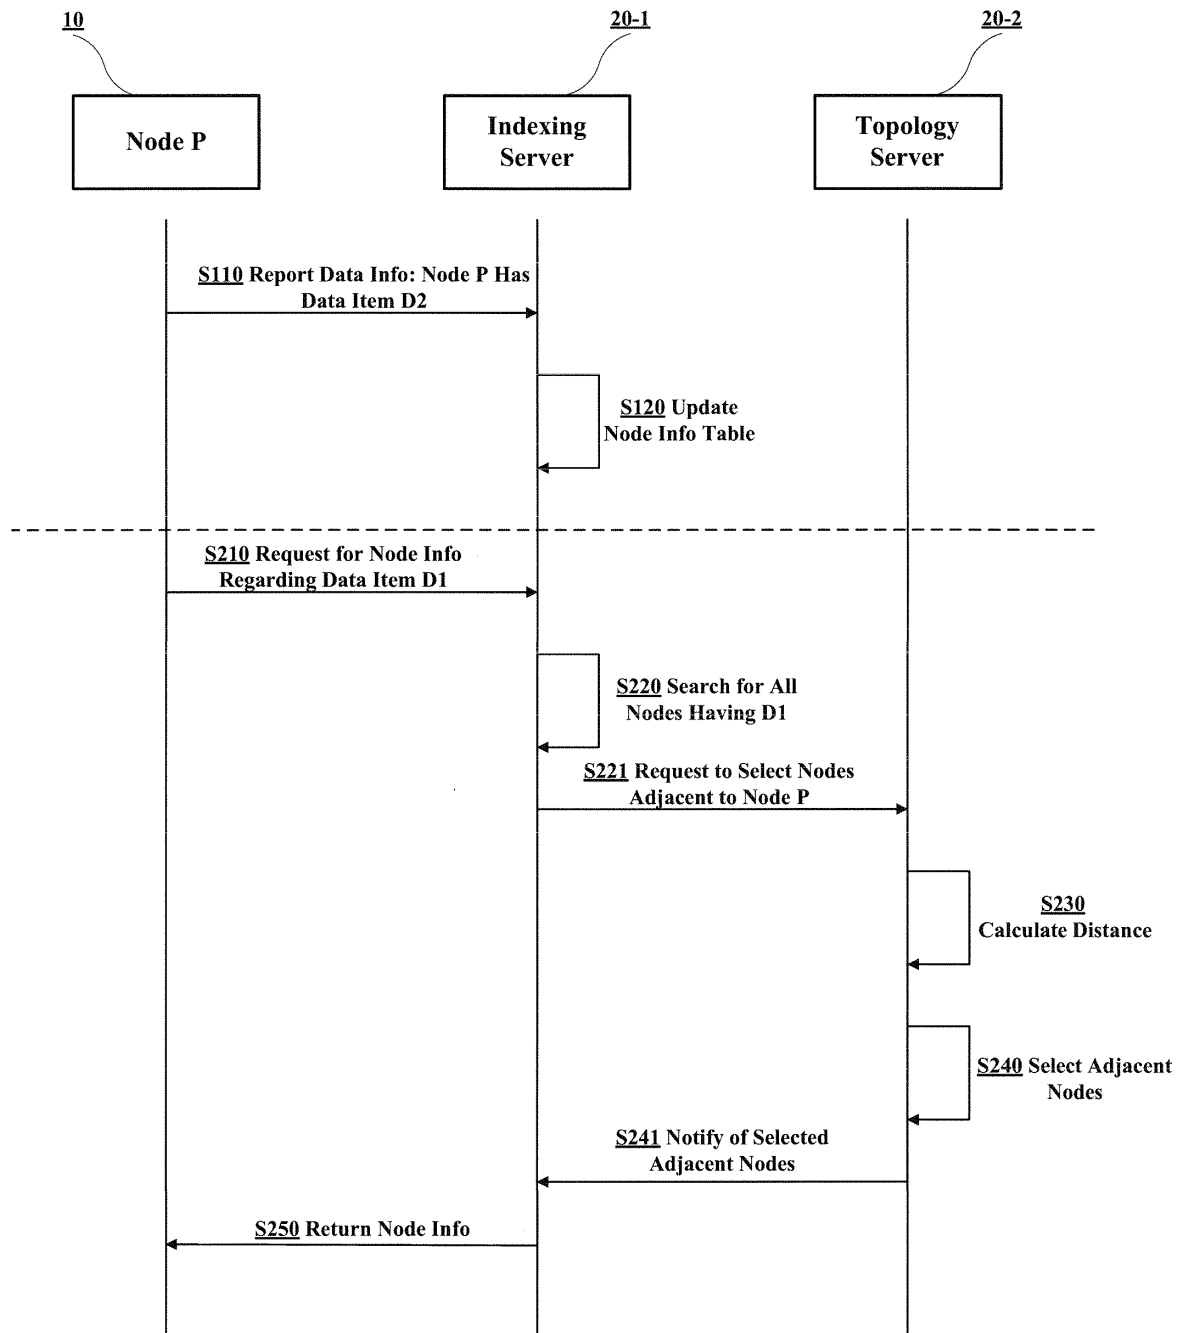 10
20-1
20-2
Node P
Indexing
Server
Topology
Server
S110 Report Data Info: Node P Has
Data Item D2
S120 Update
Node Info Table
S210 Request for Node Info
Regarding Data Item D1
S220 Search for All
Nodes Having D1
S221 Request to Select Nodes
Adjacent to Node P
S230
Calculate Distance
S240 Select Adjacent
Nodes
S241 Notify of Selected
Adjacent Nodes
S250 Return Node Info